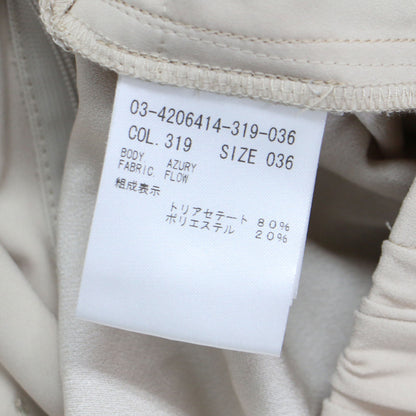 03-4206414-319-036
COL. 319 SIZE 036
BODY AZURY
FABRIC FLOW
組成表示
トリアセテート 80%
ポリエステル 20%